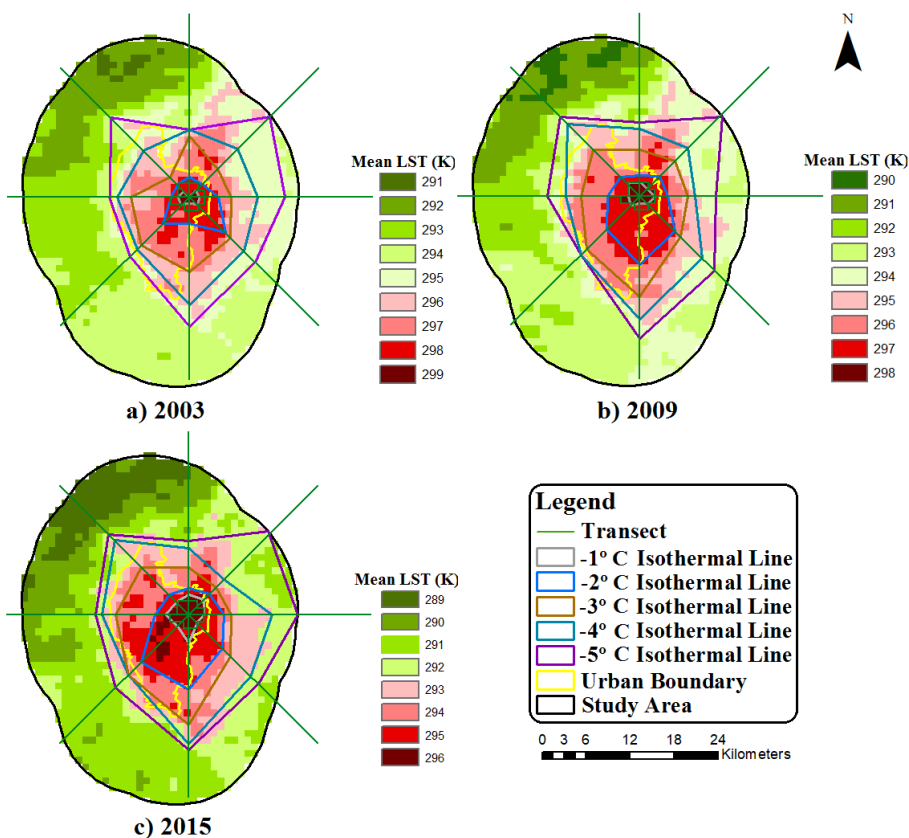 N
Mean LST (K)
291
292
293
294
295
296
297
298
299
a) 2003
Mean LST (K)
290
291
292
293
294
295
296
297
298
b) 2009
Mean LST (K)
289
290
291
292
293
294
295
296
c) 2015
Legend
Transect
-1º C Isothermal Line
-2º C Isothermal Line
-3º C Isothermal Line
-4º C Isothermal Line
-5º C Isothermal Line
Urban Boundary
Study Area
0 3 6 12 18 24
Kilometers